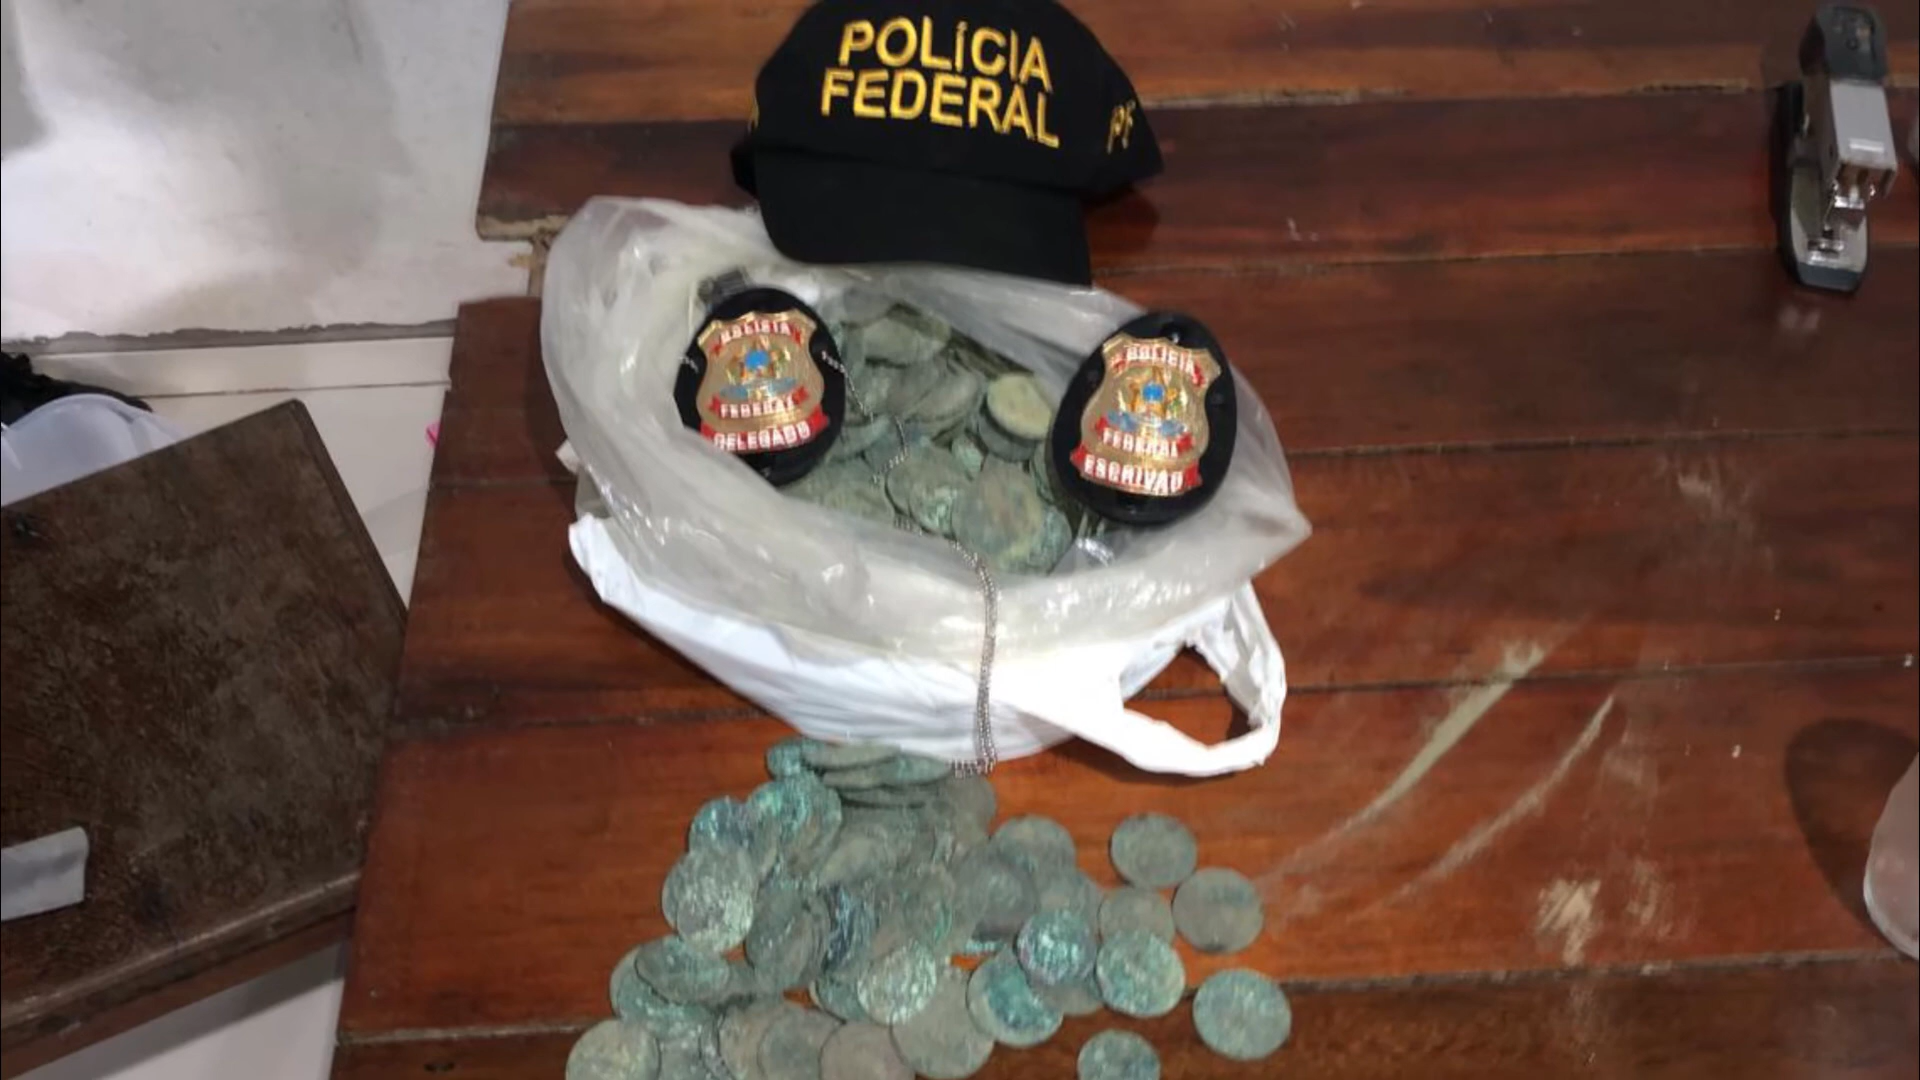 POLÍCIA
FEDERAL
PF
POLÍCIA
FEDERAL
DELEGADO
POLÍCIA
FEDERAL
ESCRIVÃO